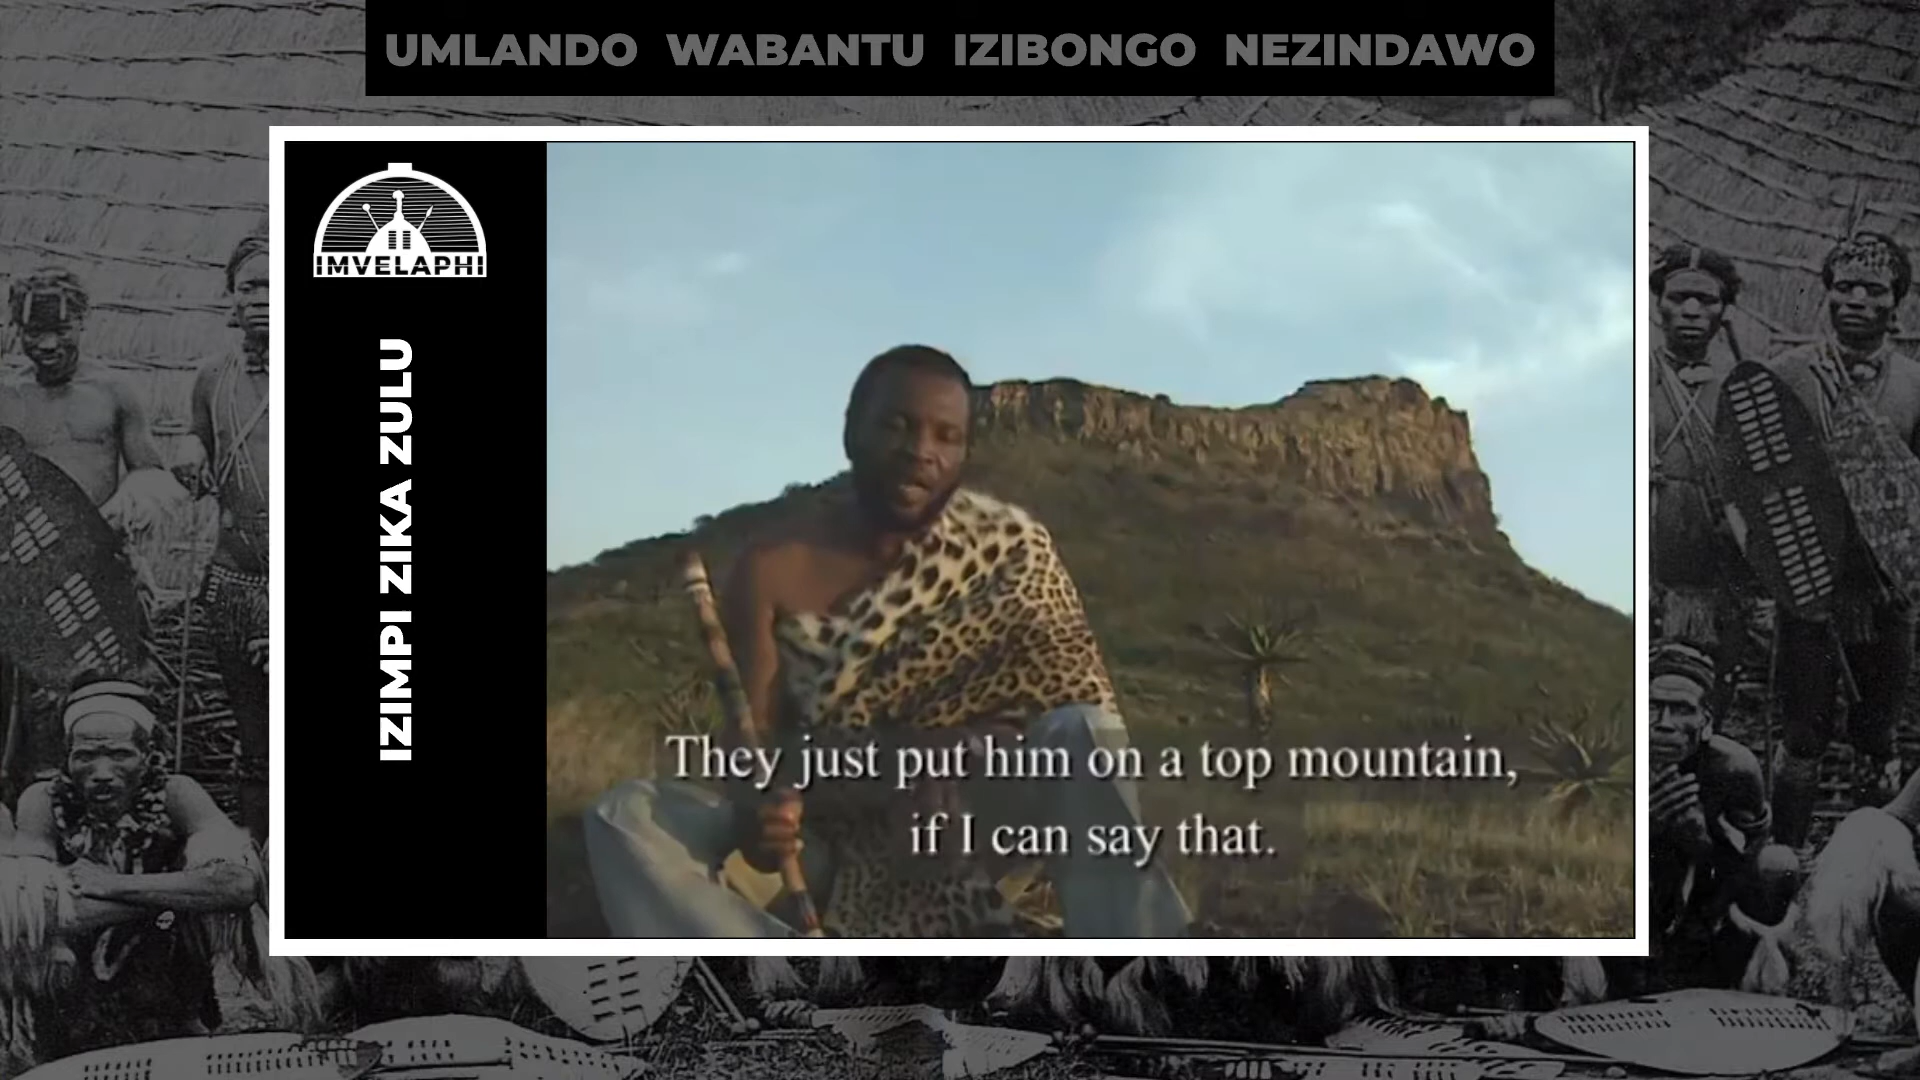 UMLANDO WABANTU IZIBONGO NEZINDAWO
IMVELAPHI
IZIMPI ZIKA ZULU
They just put him on a top mountain,
if I can say that.